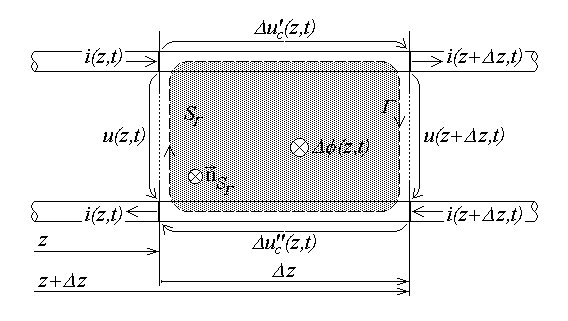 Δu'c(z,t)
i(z,t) i(z+Δz,t)
SΓ Γ
u(z,t) Δϕ(z,t) u(z+Δz,t)
n⃗SΓ
i(z,t) i(z+Δz,t)
Δu''c(z,t)
z
Δz
z+Δz